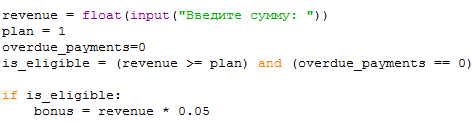 revenue = float(input("Введите сумму: "))
plan = 1
overdue_payments=0
is_eligible = (revenue >= plan) and (overdue_payments == 0)
if is_eligible:
    bonus = revenue * 0.05